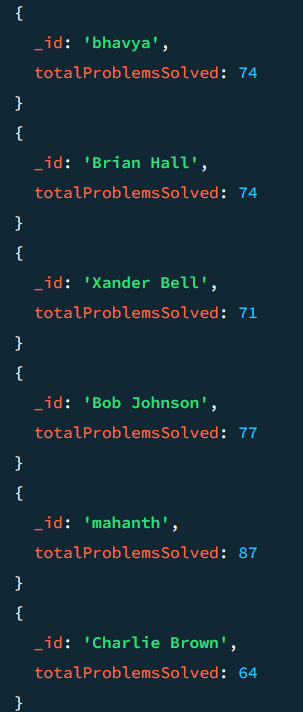 {
_id: 'bhavya',
totalProblemsSolved: 74
}
{
_id: 'Brian Hall',
totalProblemsSolved: 74
}
{
_id: 'Xander Bell',
totalProblemsSolved: 71
}
{
_id: 'Bob Johnson',
totalProblemsSolved: 77
}
{
_id: 'mahanth',
totalProblemsSolved: 87
}
{
_id: 'Charlie Brown',
totalProblemsSolved: 64
}